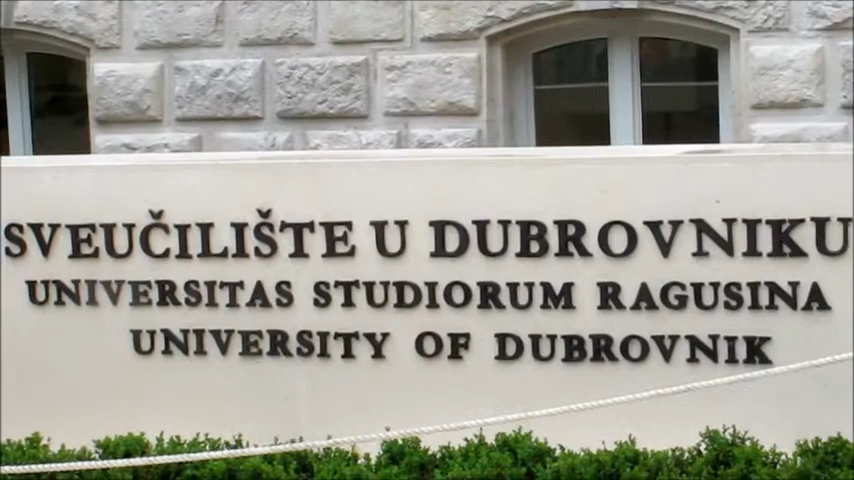 SVEUČILIŠTE U DUBROVNIKU
UNIVERSITAS STUDIORUM RAGUSINA
UNIVERSITY OF DUBROVNIK